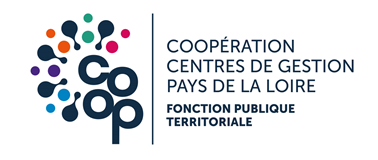 coop
COOPÉRATION
CENTRES DE GESTION
PAYS DE LA LOIRE
FONCTION PUBLIQUE
TERRITORIALE